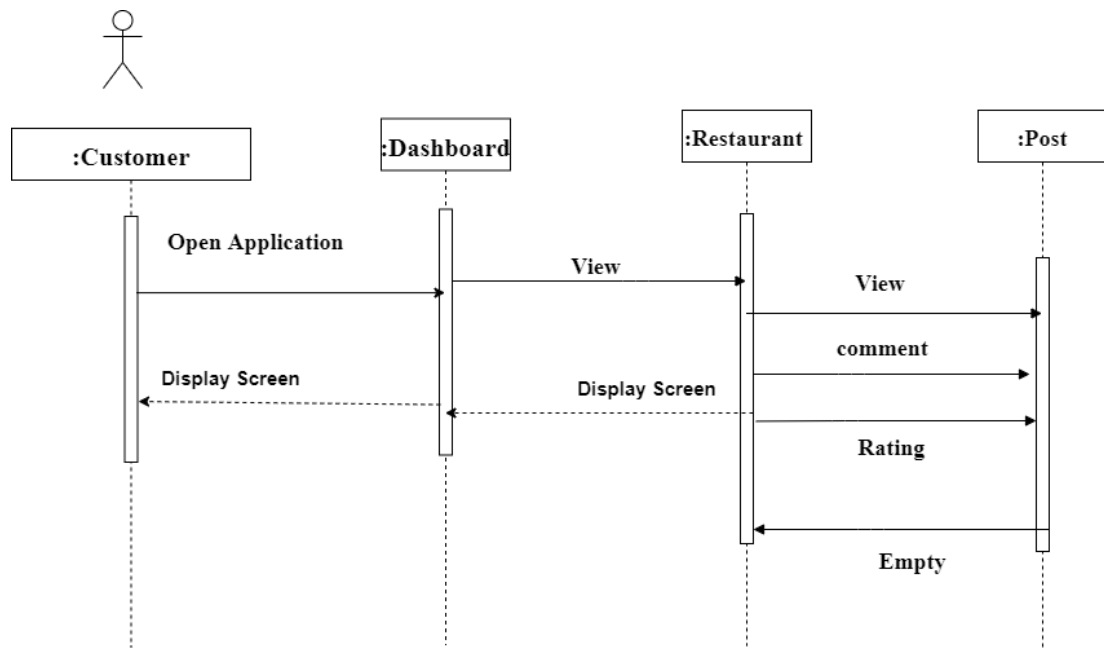 :Customer
:Dashboard
:Restaurant
:Post
Open Application
View
View
comment
Display Screen
Display Screen
Rating
Empty